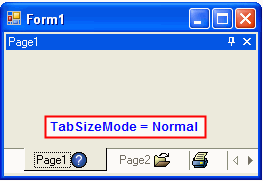 Form1
Page1
TabSizeMode = Normal
Page1 Page2